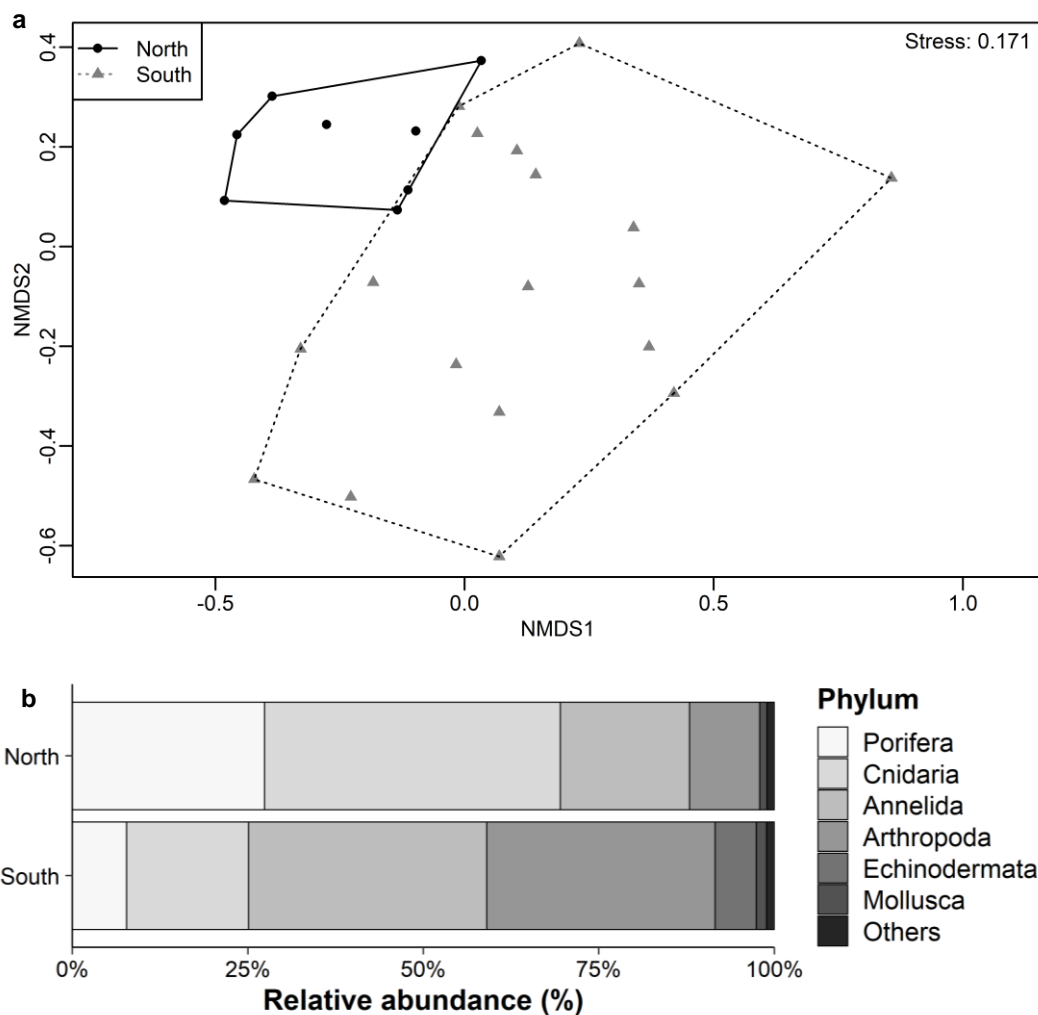 a
North
South
Stress: 0.171
0.4
0.2
0.0
-0.2
-0.4
-0.6
NMDS2
-0.5
0.0
0.5
1.0
NMDS1
b
North
South
0%
25%
50%
75%
100%
Relative abundance (%)
Phylum
Porifera
Cnidaria
Annelida
Arthropoda
Echinodermata
Mollusca
Others